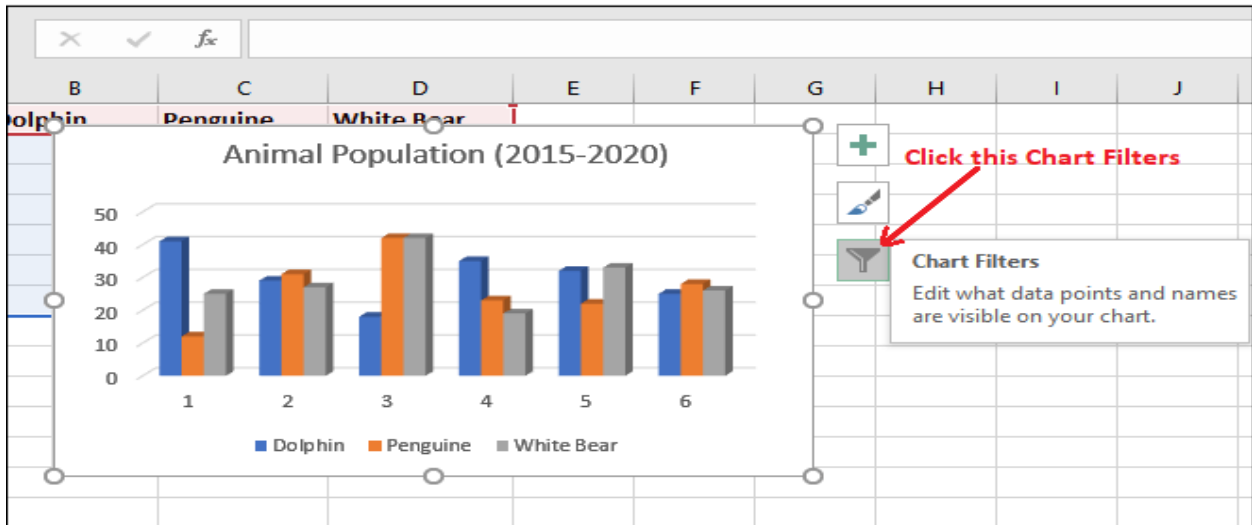 fx
B C D E F G H I J
Dolphin Penguine White Bear
Animal Population (2015-2020)
Click this Chart Filters
50
40
30
20
10
0
1 2 3 4 5 6
Dolphin Penguine White Bear
Chart Filters
Edit what data points and names
are visible on your chart.